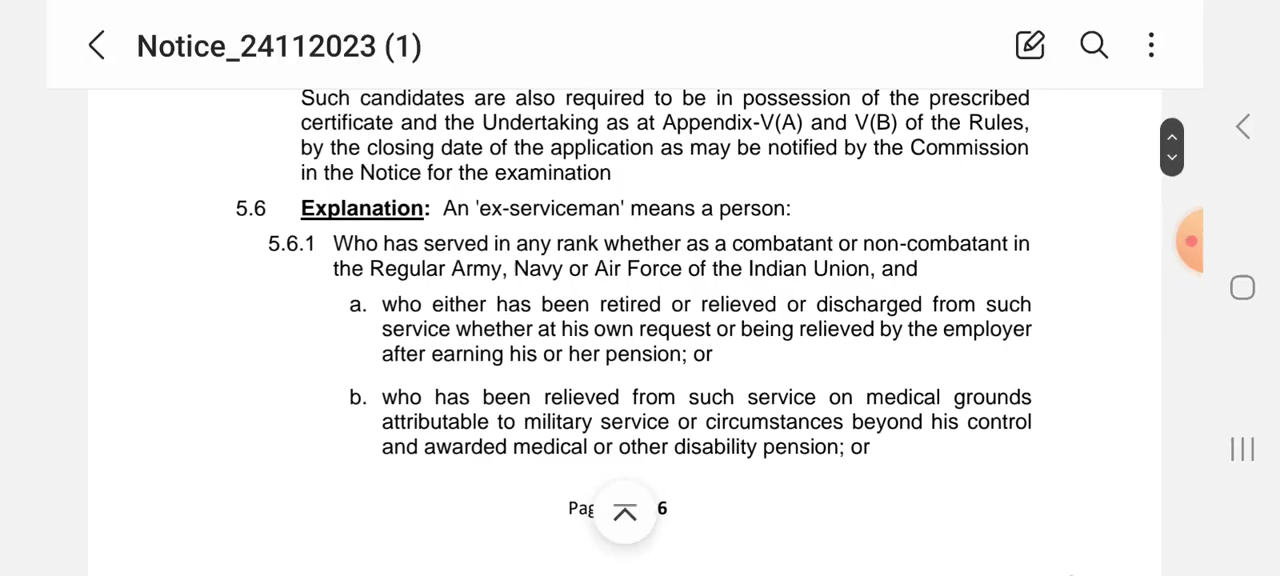 Notice_24112023 (1)
Such candidates are also required to be in possession of the prescribed
certificate and the Undertaking as at Appendix-V(A) and V(B) of the Rules,
by the closing date of the application as may be notified by the Commission
in the Notice for the examination
5.6 Explanation: An 'ex-serviceman' means a person:
5.6.1 Who has served in any rank whether as a combatant or non-combatant in
the Regular Army, Navy or Air Force of the Indian Union, and
a. who either has been retired or relieved or discharged from such
service whether at his own request or being relieved by the employer
after earning his or her pension; or
b. who has been relieved from such service on medical grounds
attributable to military service or circumstances beyond his control
and awarded medical or other disability pension; or
6